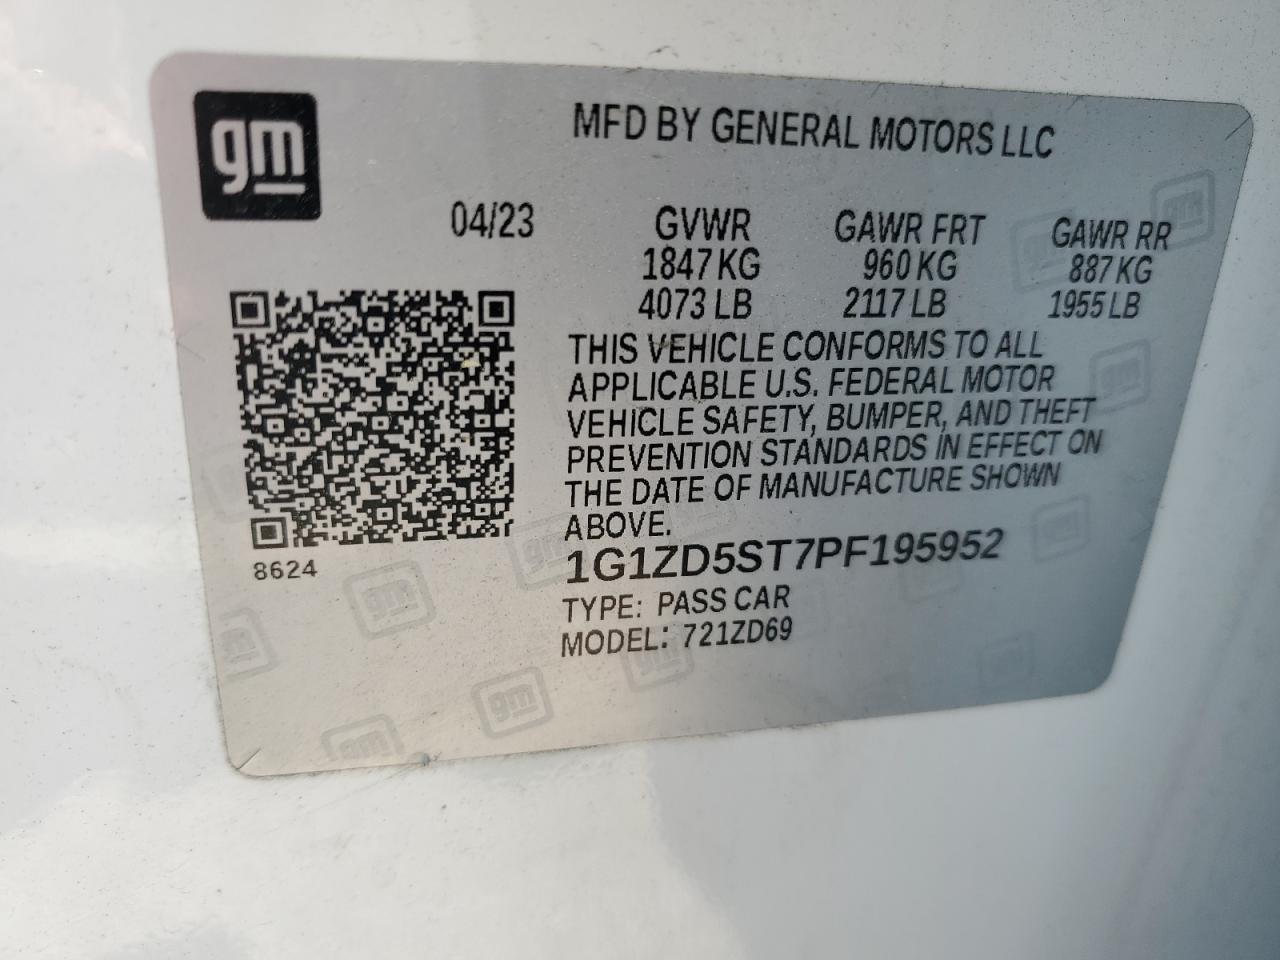 gm
MFD BY GENERAL MOTORS LLC
04/23
GVWR GAWR FRT GAWR RR
1847 KG 960 KG 887 KG
4073 LB 2117 LB 1955 LB
THIS VEHICLE CONFORMS TO ALL
APPLICABLE U.S. FEDERAL MOTOR
VEHICLE SAFETY, BUMPER, AND THEFT
PREVENTION STANDARDS IN EFFECT ON
THE DATE OF MANUFACTURE SHOWN
ABOVE.
8624
1G1ZD5ST7PF195952
TYPE: PASS CAR
MODEL: 721ZD69